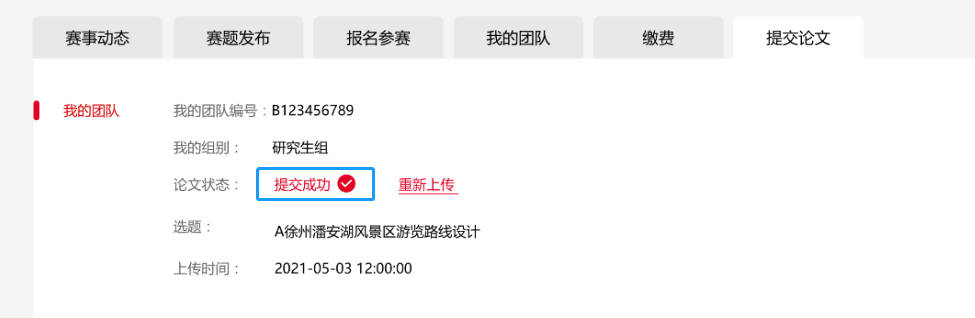 赛事动态 赛题发布 报名参赛 我的团队 缴费 提交论文
我的团队 我的团队编号：B123456789
我的组别： 研究生组
论文状态： 提交成功 重新上传
选题： A徐州潘安湖风景区游览路线设计
上传时间： 2021-05-03 12:00:00